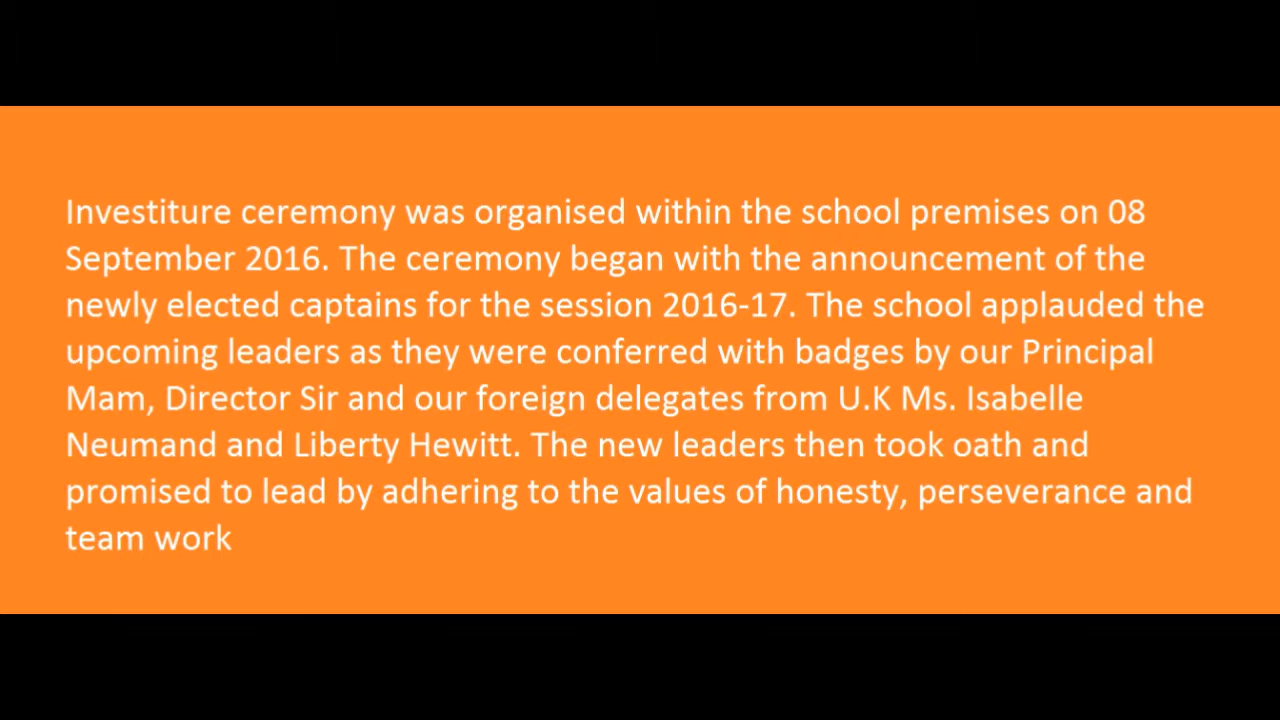 Investiture ceremony was organised within the school premises on 08
September 2016. The ceremony began with the announcement of the
newly elected captains for the session 2016-17. The school applauded the
upcoming leaders as they were conferred with badges by our Principal
Mam, Director Sir and our foreign delegates from U.K Ms. Isabelle
Neumand and Liberty Hewitt. The new leaders then took oath and
promised to lead by adhering to the values of honesty, perseverance and
team work